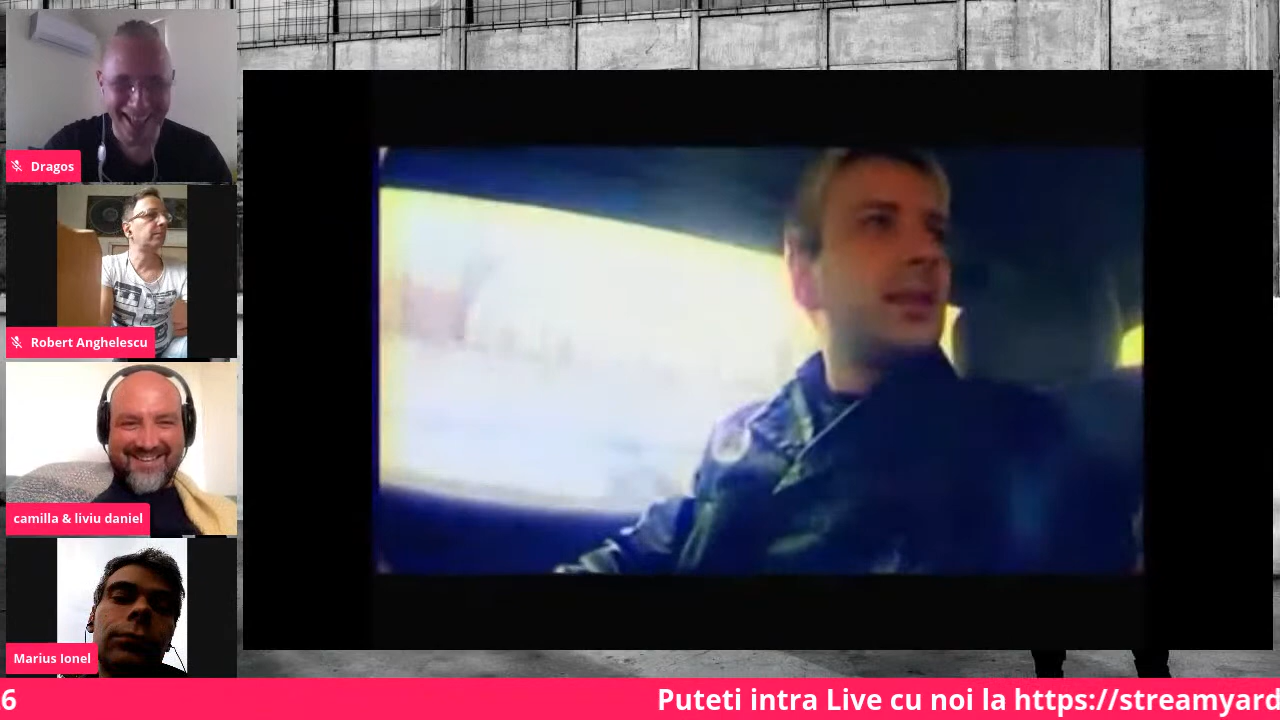 Dragos
Robert Anghelescu
camilla & liviu daniel
Marius Ionel
6
Puteti intra Live cu noi la https://streamyard